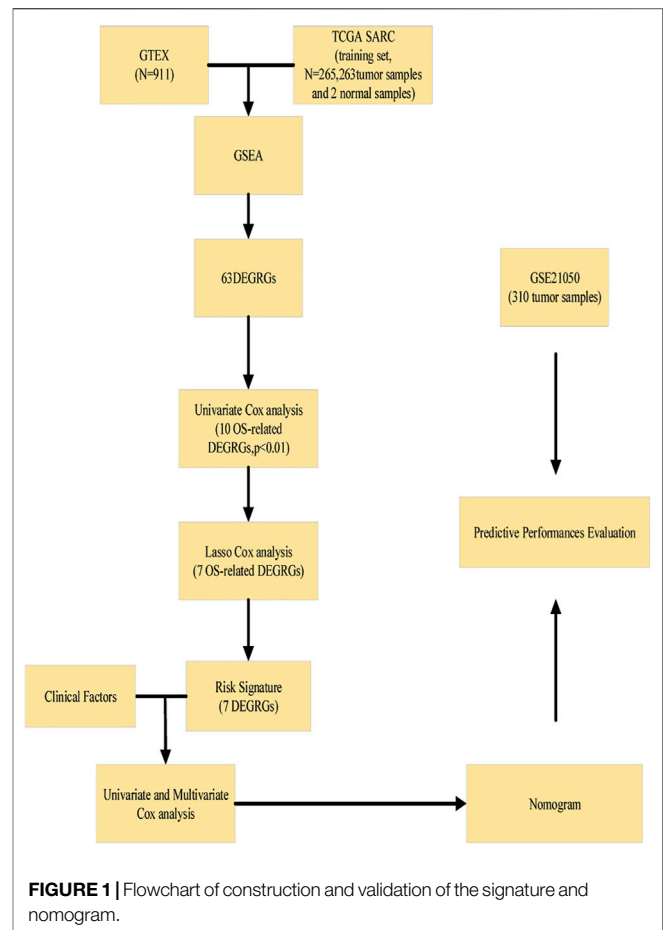 GTEX
(N=911)
TCGA SARC
(training set,
N=265,263tumor samples
and 2 normal samples)
GSEA
63DEGRGs
GSE21050
(310 tumor samples)
Univariate Cox analysis
(10 OS-related
DEGRGs,p<0.01)
Predictive Performances Evaluation
Lasso Cox analysis
(7 OS-related DEGRGs)
Clinical Factors
Risk Signature
(7 DEGRGs)
Univariate and Multivariate
Cox analysis
Nomogram
FIGURE 1 | Flowchart of construction and validation of the signature and
nomogram.